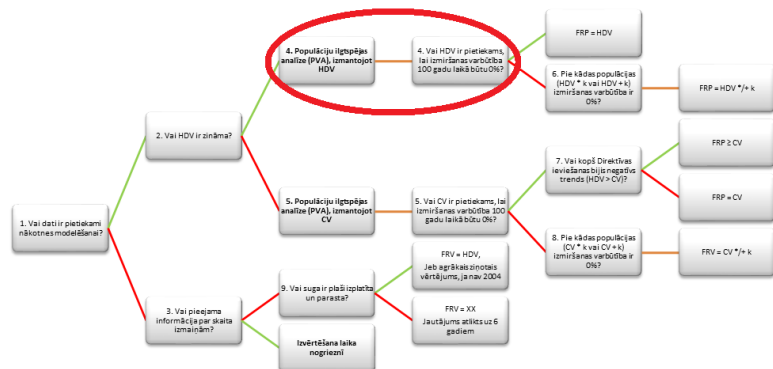 1. Vai dati ir pietiekami
nākotnes modelēšanai?
2. Vai HDV ir zināma?
3. Vai pieejama
informācija par skaita
izmaiņām?
4. Populāciju ilgtspējas
analīze (PVA), izmantojot
HDV
4. Vai HDV ir pietiekams,
lai izmiršanas varbūtība
100 gadu laikā būtu 0%?
FRP = HDV
6. Pie kādas populācijas
(HDV * k vai HDV + k)
izmiršanas varbūtība ir
0%?
FRP = HDV */+ k
5. Populāciju ilgtspējas
analīze (PVA), izmantojot
CV
5. Vai CV ir pietiekams, lai
izmiršanas varbūtība 100
gadu laikā būtu 0%?
7. Vai kopš Direktīvas
ieviešanas bijis negatīvs
trends (HDV > CV)?
FRP ≥ CV
FRP = CV
8. Pie kādas populācijas
(CV * k vai CV + k)
izmiršanas varbūtība ir
0%?
FRV = CV */+ k
9. Vai suga ir plaši izplatīta
un parasta?
FRV = HDV,
Jeb agrākais ziņotais
vērtējums, ja nav 2004
FRV = XX
Jautājums atlikts uz 6
gadiem
Izvērtēšana laika
nogrieznī